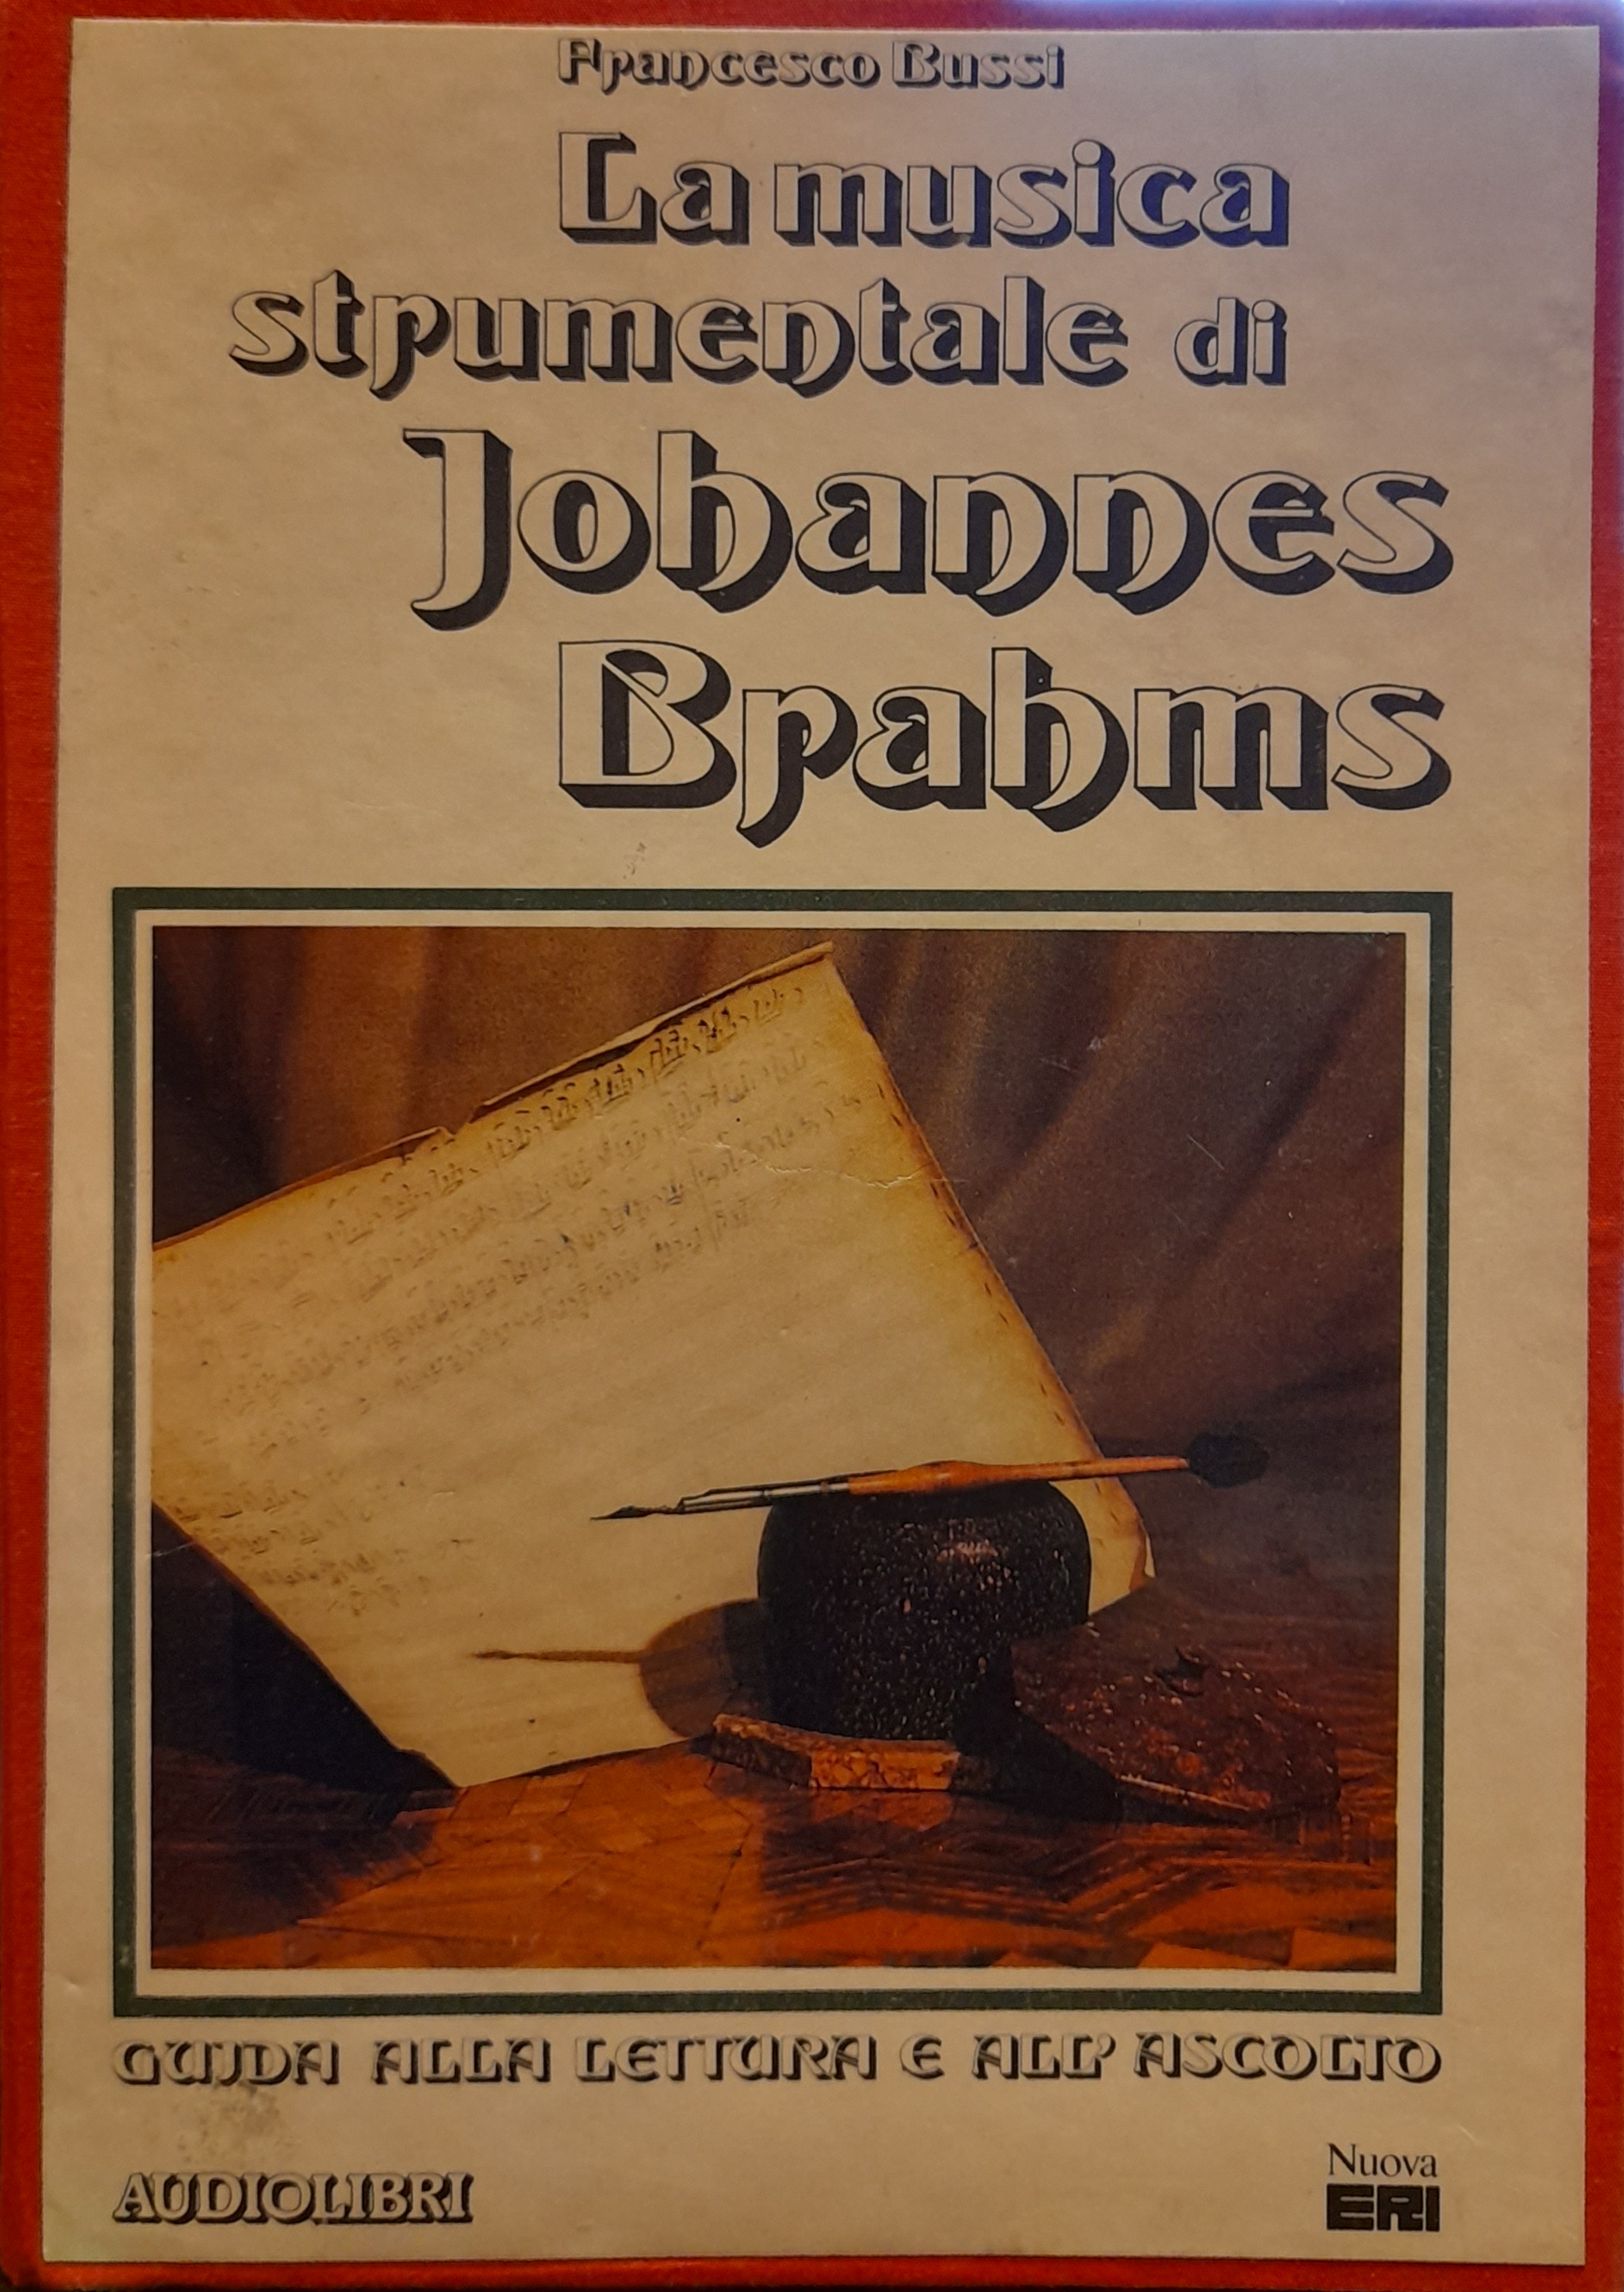 Francesco Bussi
La musica
strumentale di
Johannes
Brahms
GUIDA ALLA LETTURA E ALL' ASCOLTO
AUDIOLIBRI
Nuova
ERI